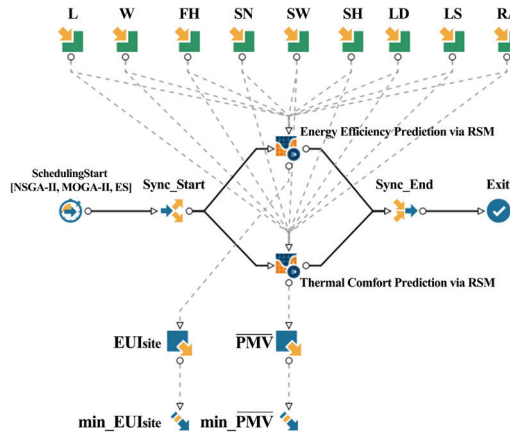 L W FH SN SW SH LD LS
Energy Efficiency Prediction via RSM
SchedulingStart
[NSGA-II, MOGA-II, ES]
Sync_Start
Sync_End
Exit
Thermal Comfort Prediction via RSM
EUIsite
PMV
min_EUIsite
min_PMV